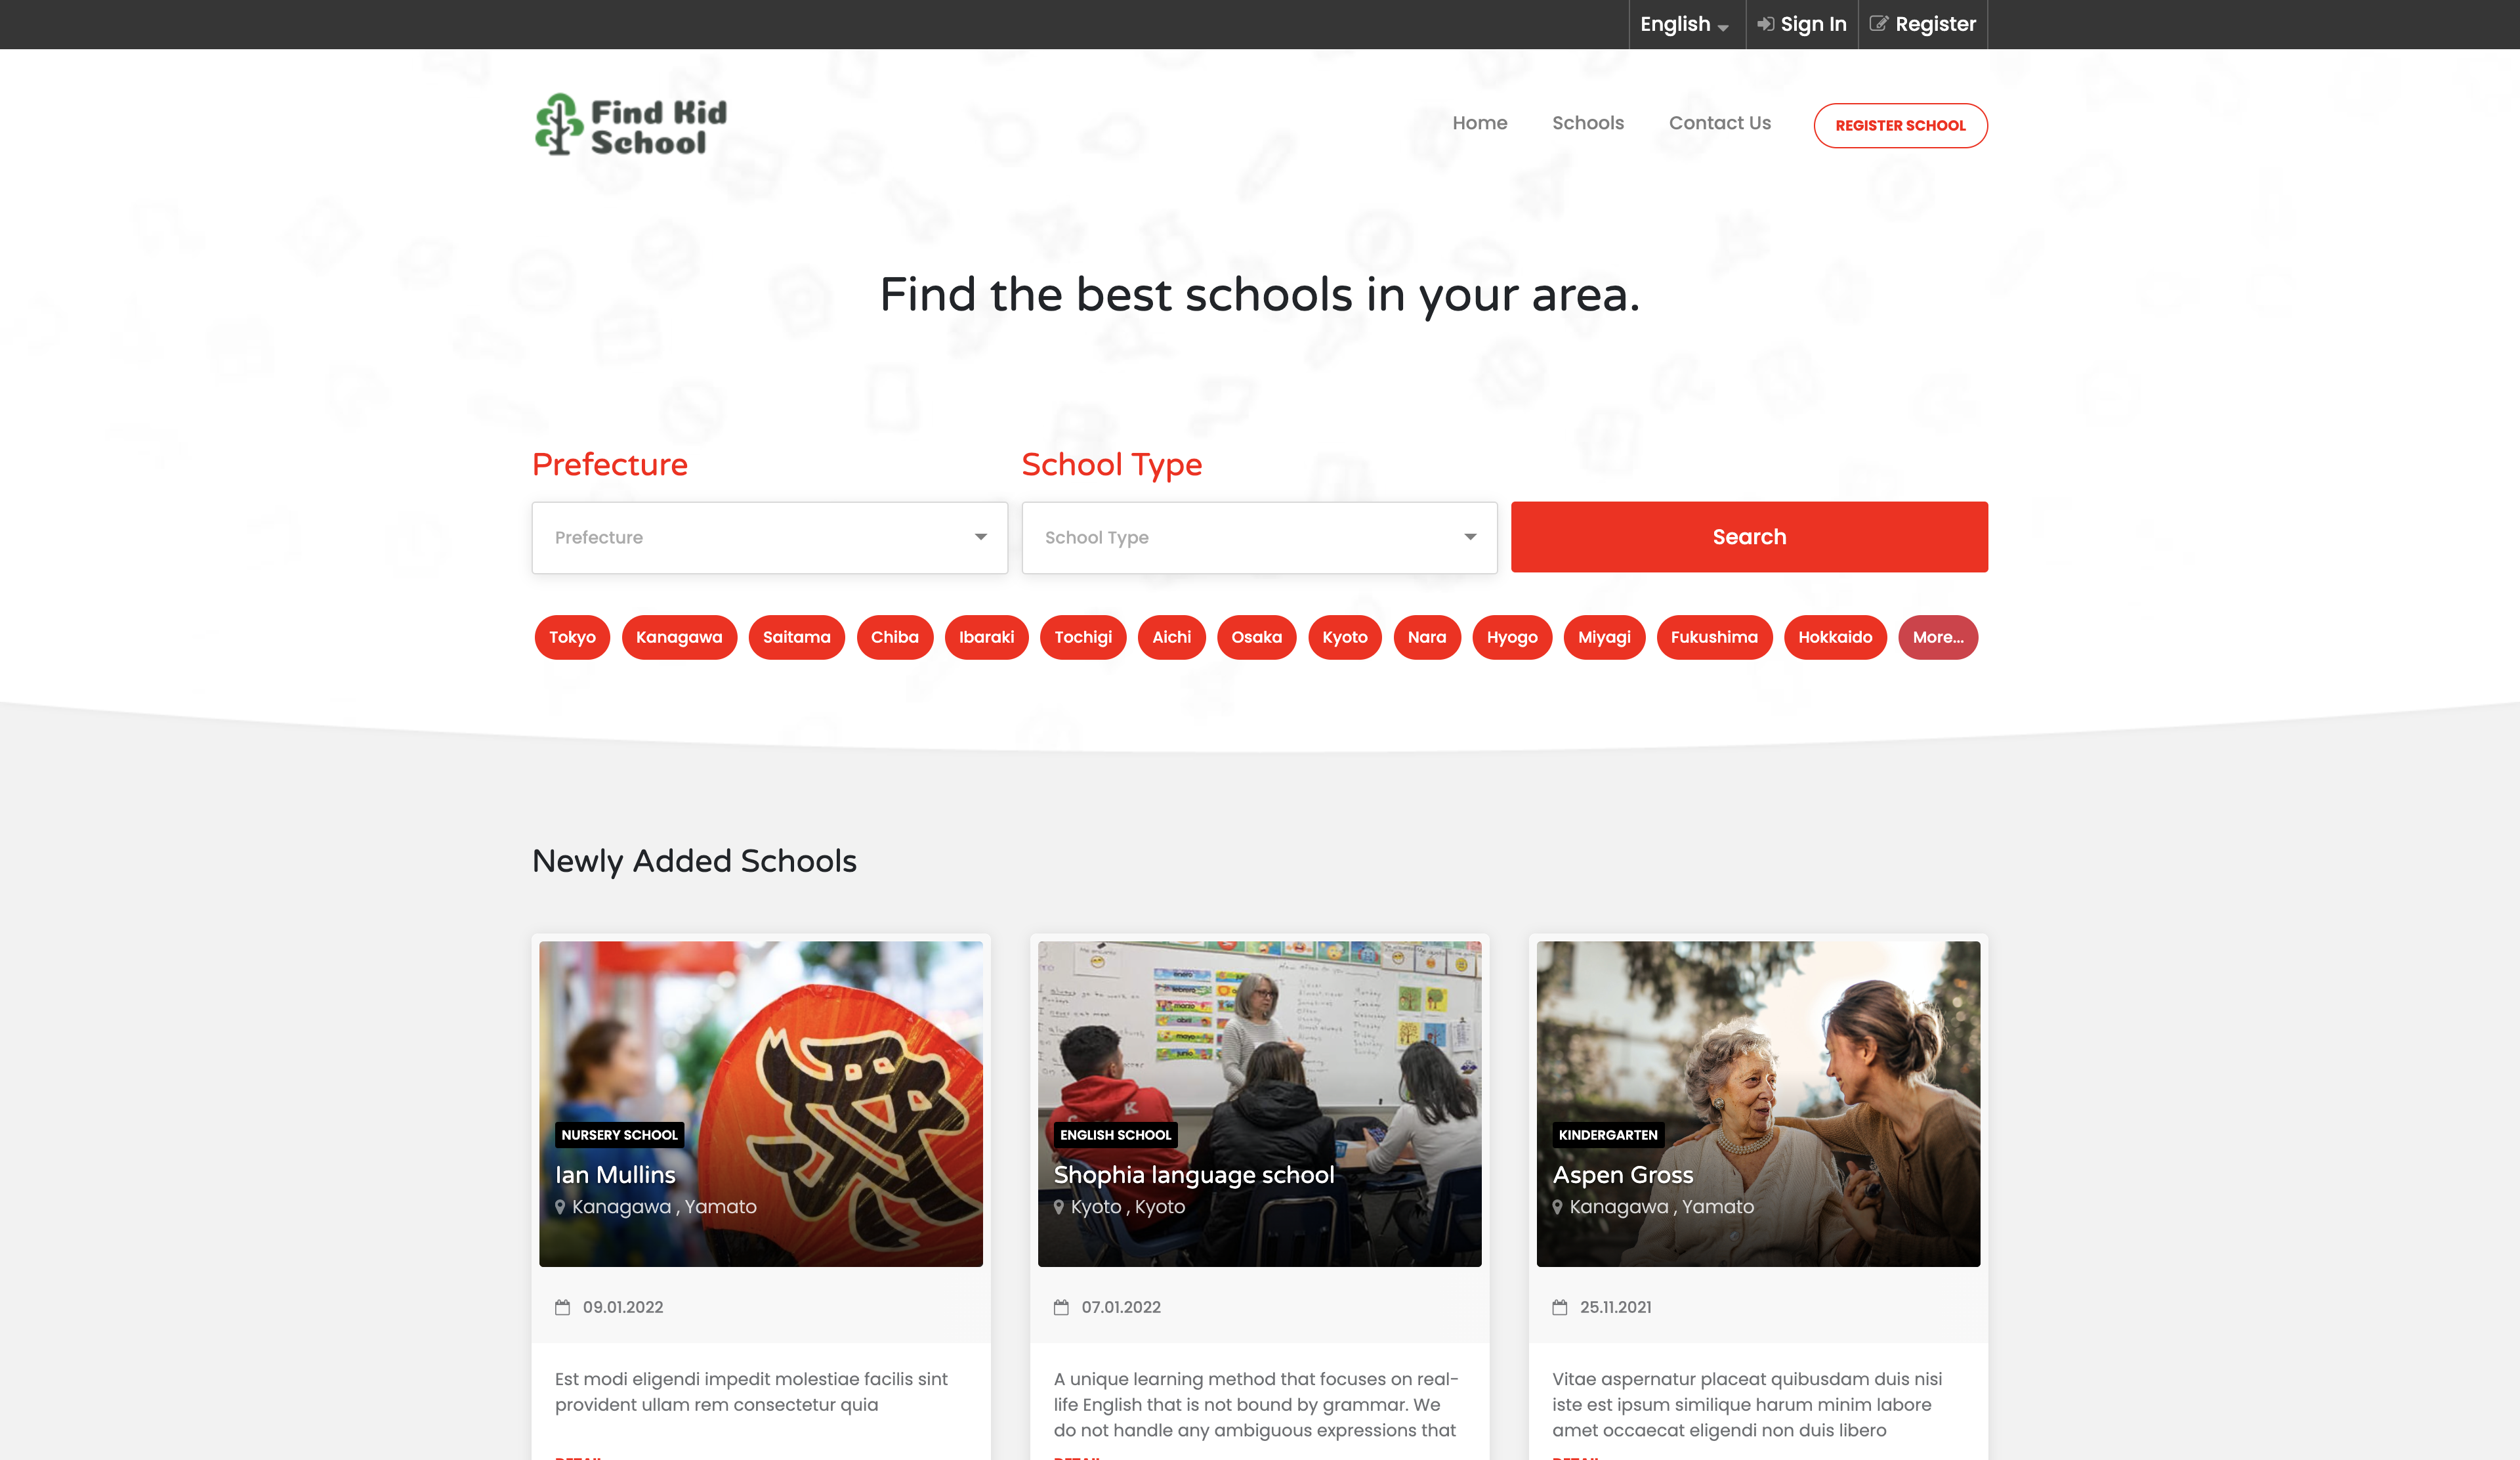 English
Sign In
Register
Find Kid
School
Home
Schools
Contact Us
REGISTER SCHOOL
Find the best schools in your area.
Prefecture
School Type
Prefecture
School Type
Search
Tokyo
Kanagawa
Saitama
Chiba
Ibaraki
Tochigi
Aichi
Osaka
Kyoto
Nara
Hyogo
Miyagi
Fukushima
Hokkaido
More...
Newly Added Schools
NURSERY SCHOOL
Ian Mullins
Kanagawa , Yamato
09.01.2022
Est modi eligendi impedit molestiae facilis sint
provident ullam rem consectetur quia
enero
febrero
marzo
abril
mayo
junio
K
ENGLISH SCHOOL
Shophia language school
Kyoto , Kyoto
07.01.2022
A unique learning method that focuses on real-
life English that is not bound by grammar. We
do not handle any ambiguous expressions that
KINDERGARTEN
Aspen Gross
Kanagawa , Yamato
25.11.2021
Vitae aspernatur placeat quibusdam duis nisi
iste est ipsum similique harum minim labore
amet occaecat eligendi non duis libero